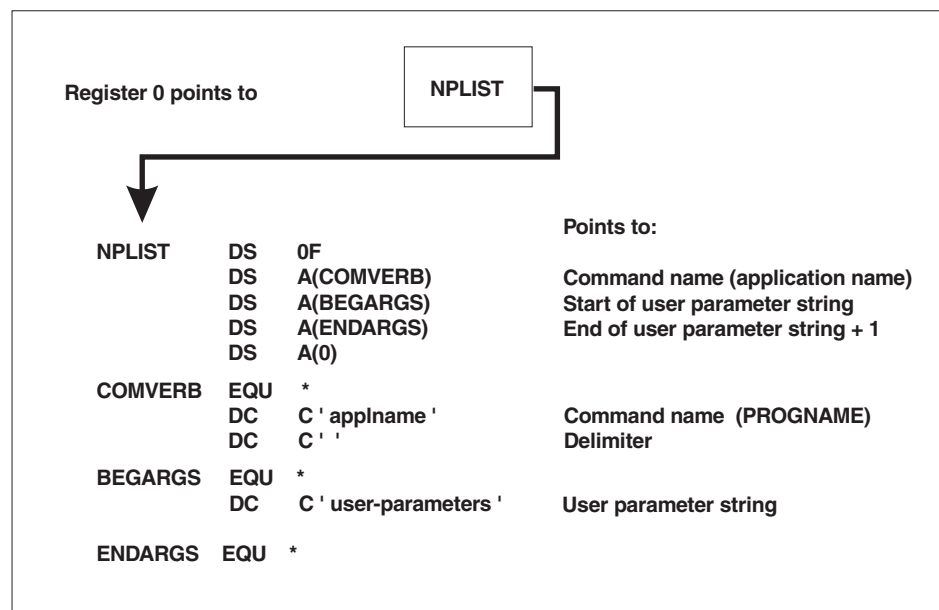 Register 0 points to
NPLIST
Points to:
NPLIST DS 0F
DS A(COMVERB) Command name (application name)
DS A(BEGARGS) Start of user parameter string
DS A(ENDARGS) End of user parameter string + 1
DS A(0)
COMVERB EQU *
DC C ' applname ' Command name (PROGNAME)
DC C ' ' Delimiter
BEGARGS EQU *
DC C ' user-parameters ' User parameter string
ENDARGS EQU *